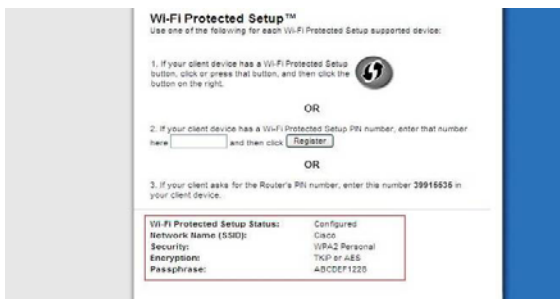 Wi-Fi Protected Setup™
Use one of the following for each Wi-Fi Protected Setup supported device:
1. If your client device has a Wi-Fi Protected Setup
button, click or press that button, and then click the
button on the right.
OR
2. If your client device has a Wi-Fi Protected Setup PIN number, enter that number
here and then click Register
OR
3. If your client asks for the Router's PIN number, enter this number 39915535 in
your client device.
Wi-Fi Protected Setup Status: Configured
Network Name (SSID): Cisco
Security: WPA2 Personal
Encryption: TKIP or AES
Passphrase: ABCDEF1228